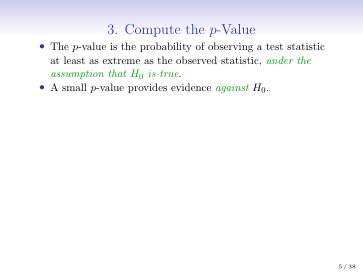 3. Compute the p-Value
• The p-value is the probability of observing a test statistic
at least as extreme as the observed statistic, under the
assumption that H₀ is true.
• A small p-value provides evidence against H₀.
5 / 38